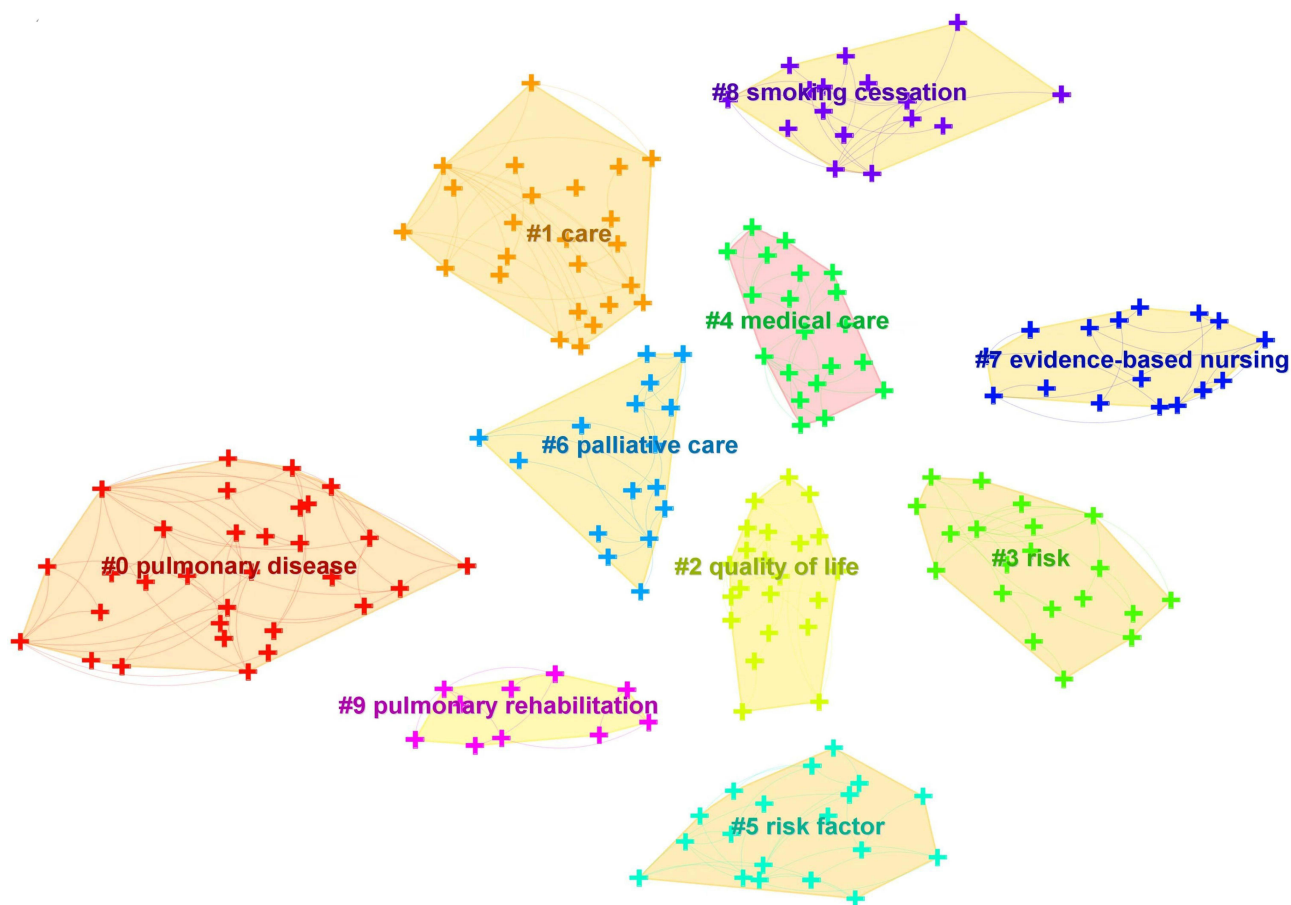 #8 smoking cessation
#1 care
#4 medical care
#7 evidence-based nursing
#6 palliative care
#0 pulmonary disease
#2 quality of life
#3 risk
#9 pulmonary rehabilitation
#5 risk factor